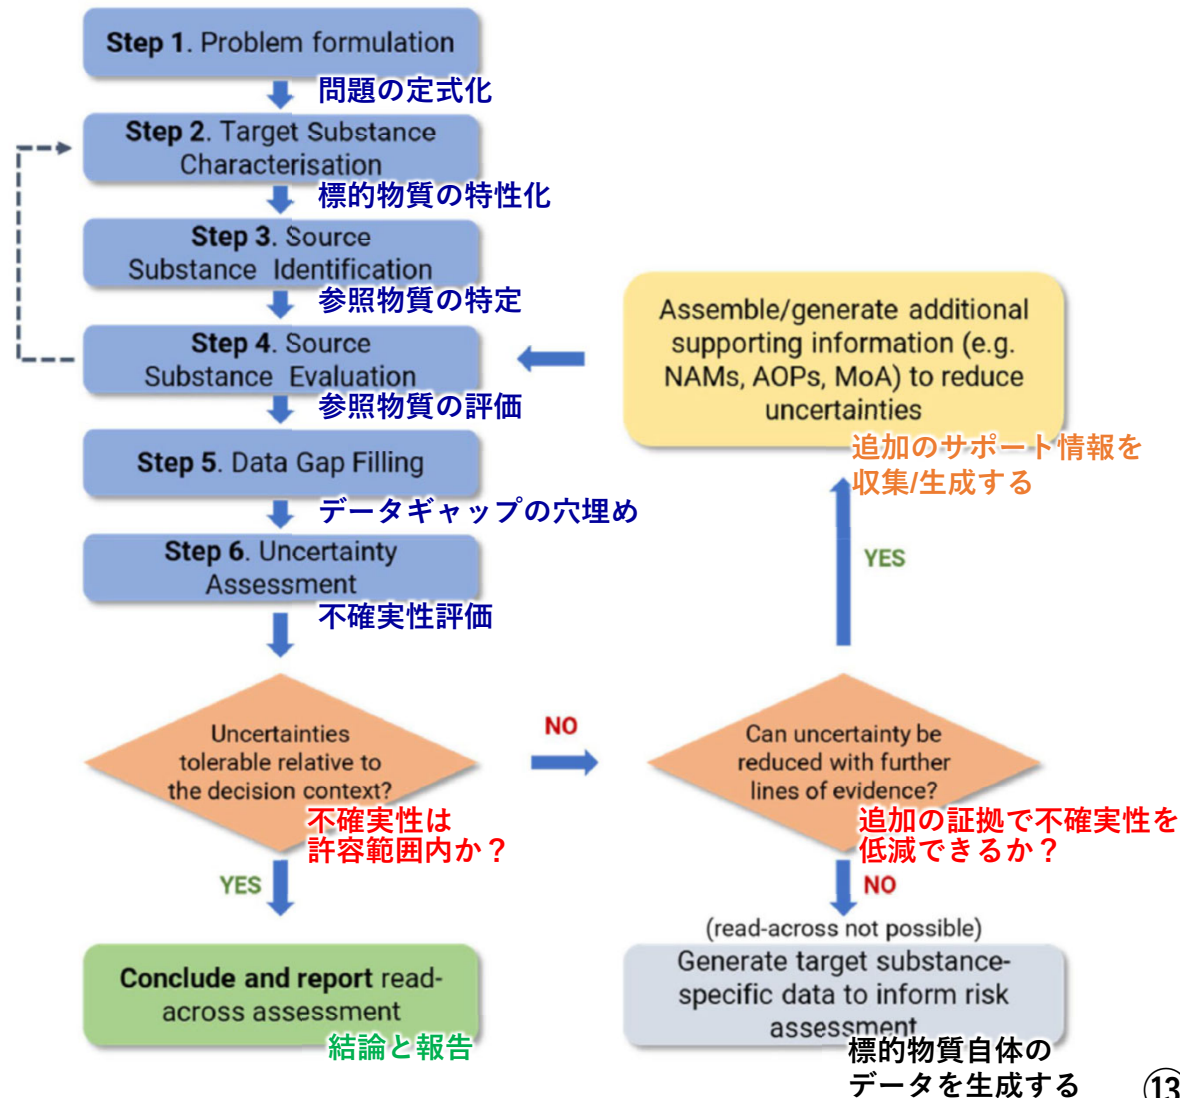 Step 1. Problem formulation
問題の定式化
Step 2. Target Substance
Characterisation
標的物質の特性化
Step 3. Source
Substance Identification
参照物質の特定
Step 4. Source
Substance Evaluation
参照物質の評価
Step 5. Data Gap Filling
データギャップの穴埋め
Step 6. Uncertainty
Assessment
不確実性評価
Uncertainties
tolerable relative to
the decision context?
不確実性は
許容範囲内か？
YES
Conclude and report read-
across assessment
結論と報告
NO
Can uncertainty be
reduced with further
lines of evidence?
追加の証拠で不確実性を
低減できるか？
YES
Assemble/generate additional
supporting information (e.g.
NAMs, AOPs, MoA) to reduce
uncertainties
追加のサポート情報を
収集/生成する
NO
(read-across not possible)
Generate target substance-
specific data to inform risk
assessment
標的物質自体の
データを生成する
⑬